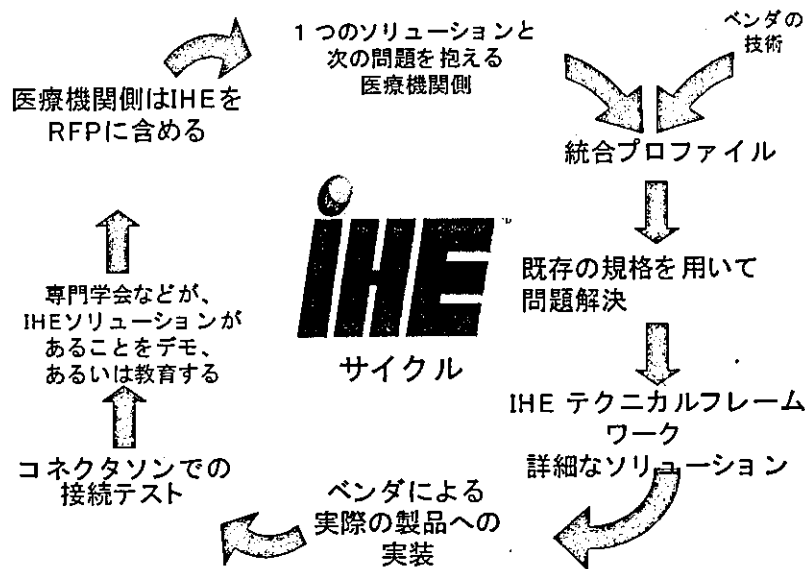 1つのソリューションと
次の問題を抱える
医療機関側
ベンダの
技術
統合プロファイル
既存の規格を用いて
問題解決
IHE テクニカルフレーム
ワーク
詳細なソリューション
ベンダによる
実際の製品への
実装
コネクタソンでの
接続テスト
専門学会などが、
IHEソリューションが
あることをデモ、
あるいは教育する
医療機関側はIHEを
RFPに含める
IHE
サイクル